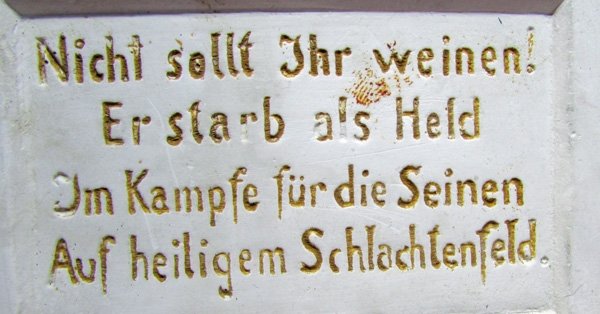 Nicht sollt Ihr weinen!
Er starb als Held
Im Kampfe für die Seinen
Auf heiligem Schlachtenfeld.